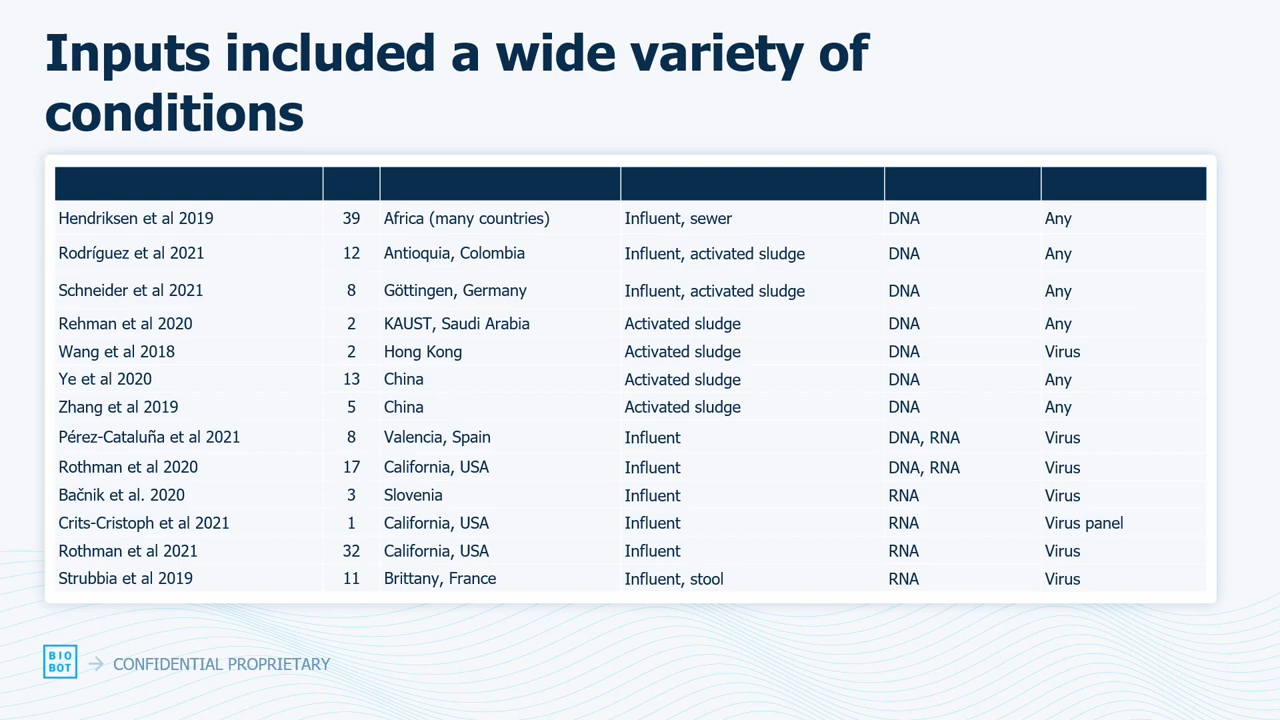 Inputs included a wide variety of
conditions
Hendriksen et al 2019 39 Africa (many countries) Influent, sewer DNA Any
Rodríguez et al 2021 12 Antioquia, Colombia Influent, activated sludge DNA Any
Schneider et al 2021 8 Göttingen, Germany Influent, activated sludge DNA Any
Rehman et al 2020 2 KAUST, Saudi Arabia Activated sludge DNA Any
Wang et al 2018 2 Hong Kong Activated sludge DNA Virus
Ye et al 2020 13 China Activated sludge DNA Any
Zhang et al 2019 5 China Activated sludge DNA Any
Pérez-Cataluña et al 2021 8 Valencia, Spain Influent DNA, RNA Virus
Rothman et al 2020 17 California, USA Influent DNA, RNA Virus
Bačnik et al. 2020 3 Slovenia Influent RNA Virus
Crits-Cristoph et al 2021 1 California, USA Influent RNA Virus panel
Rothman et al 2021 32 California, USA Influent RNA Virus
Strubbia et al 2019 11 Brittany, France Influent, stool RNA Virus
BIO
BOT
→ CONFIDENTIAL PROPRIETARY